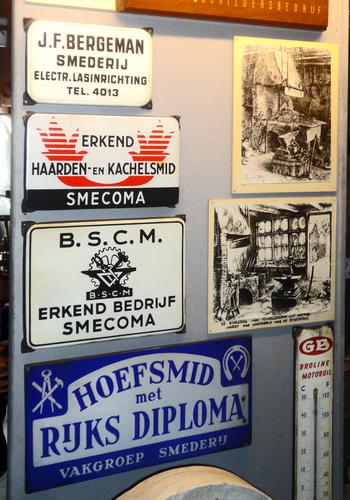 SCHILDERSBEDRIJF
J.F.BERGEMAN
SMEDERIJ
ELECTR.LASINRICHTING
TEL. 4013
ERKEND
HAARDEN- EN KACHELSMID
SMECOMA
B.S.C.M.
B·S·C·M
ERKEND BEDRIJF
SMECOMA
HOEFSMID
met
RIJKS DIPLOMA
VAKGROEP SMEDERIJ
GB
BROLINE
MOTOROIL
C F